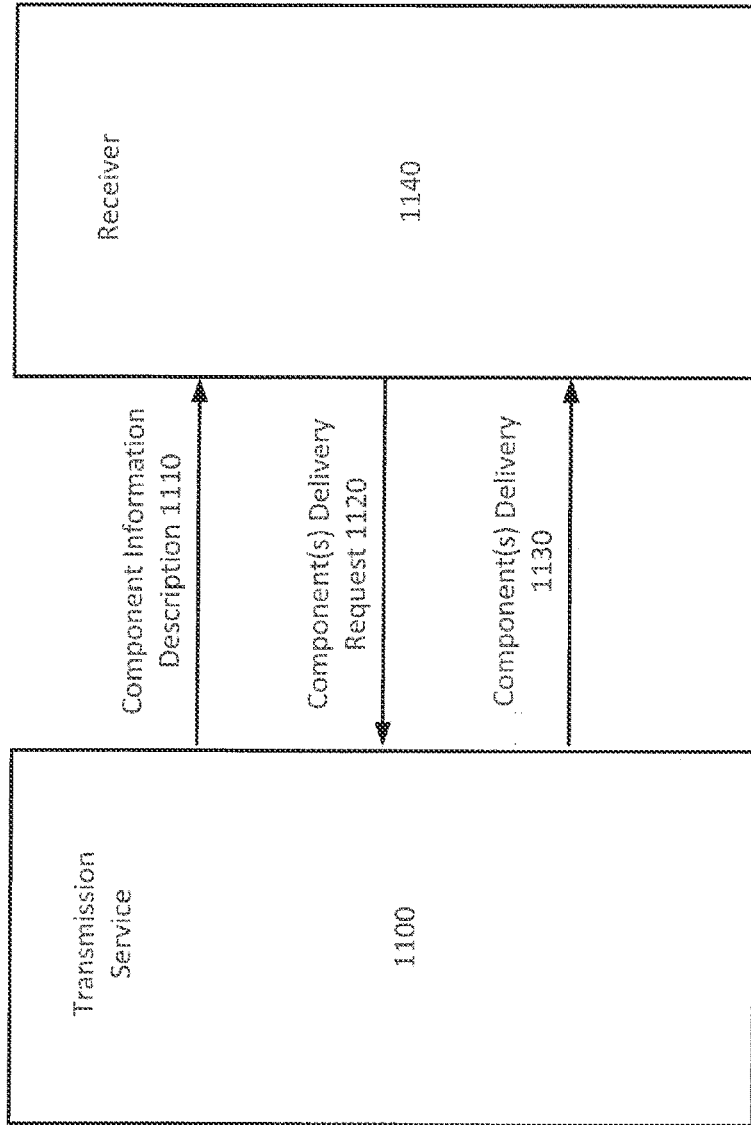 Transmission
Service
1100
Component Information
Description 1110
Component(s) Delivery
Request 1120
Component(s) Delivery
1130
Receiver
1140